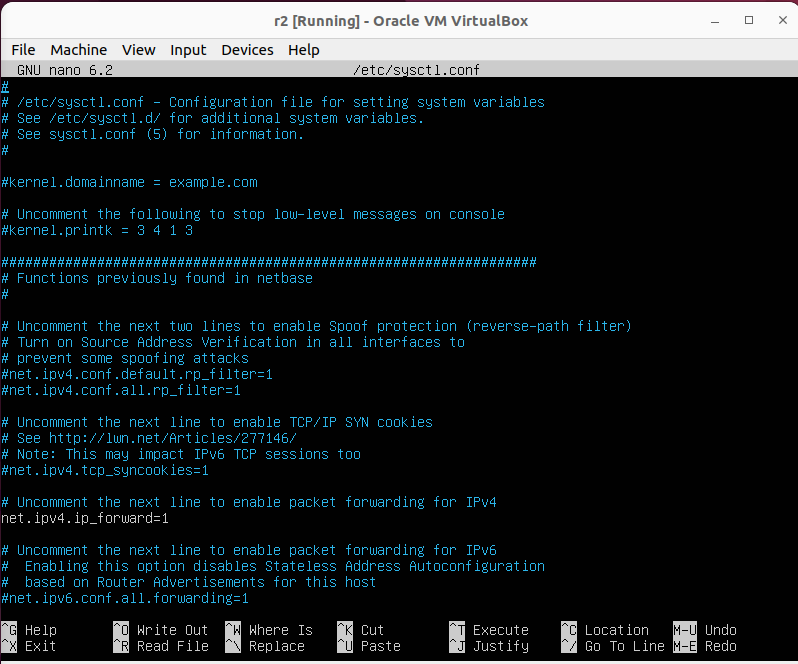 r2 [Running] - Oracle VM VirtualBox
File Machine View Input Devices Help
GNU nano 6.2 /etc/sysctl.conf
#
# /etc/sysctl.conf - Configuration file for setting system variables
# See /etc/sysctl.d/ for additional system variables.
# See sysctl.conf (5) for information.
#
#kernel.domainname = example.com
# Uncomment the following to stop low-level messages on console
#kernel.printk = 3 4 1 3
###################################################################
# Functions previously found in netbase
#
# Uncomment the next two lines to enable Spoof protection (reverse-path filter)
# Turn on Source Address Verification in all interfaces to
# prevent some spoofing attacks
#net.ipv4.conf.default.rp_filter=1
#net.ipv4.conf.all.rp_filter=1
# Uncomment the next line to enable TCP/IP SYN cookies
# See http://lwn.net/Articles/277146/
# Note: This may impact IPv6 TCP sessions too
#net.ipv4.tcp_syncookies=1
# Uncomment the next line to enable packet forwarding for IPv4
net.ipv4.ip_forward=1
# Uncomment the next line to enable packet forwarding for IPv6
#  Enabling this option disables Stateless Address Autoconfiguration
#  based on Router Advertisements for this host
#net.ipv6.conf.all.forwarding=1
^G Help ^O Write Out ^W Where Is ^K Cut ^T Execute ^C Location M-U Undo
^X Exit ^R Read File ^\ Replace ^U Paste ^J Justify ^/ Go To Line M-E Redo